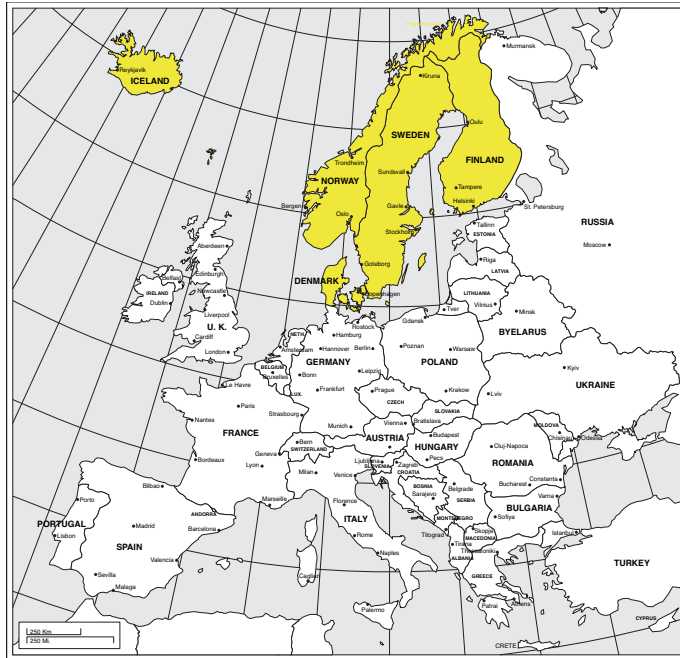 Murmansk
Reykjavik
ICELAND
Kiruna
SWEDEN
Oulu
FINLAND
Trondheim
Sundsvall
NORWAY
Tampere
Bergen
Gavle
Helsinki
Oslo
St. Petersburg
RUSSIA
Tallinn
ESTONIA
Stockholm
Moscow
Aberdeen
Riga
Goteborg
LATVIA
Edinburgh
Belfast
DENMARK
IRELAND
Newcastle
Copenhagen
LITHUANIA
Dublin
Vilnius
Tver
Minsk
Liverpool
Gdansk
U. K.
Rostock
BYELARUS
Cardiff
NETH.
Hamburg
London
Amsterdam
Hannover
Berlin
Poznan
Warsaw
GERMANY
POLAND
BELGIUM
Bruxelles
Bonn
Leipzig
Kyiv
Le Havre
LUX.
Frankfurt
Prague
Krakow
Lviv
UKRAINE
Paris
CZECH
Strasbourg
SLOVAKIA
Nantes
Munich
Vienna
Bratislava
MOLDOVA
FRANCE
AUSTRIA
Budapest
Chisinau
Odessa
Bern
HUNGARY
Cluj-Napoca
SWITZERLAND
Geneva
Bordeaux
Lyon
Ljubljana
SLOVENIA
Zagreb
Pecs
ROMANIA
Milan
Venice
CROATIA
Bilbao
BOSNIA
Belgrade
Bucharest
Constanta
Sarajevo
SERBIA
Varna
Porto
Marseille
Florence
ANDORRA
BULGARIA
MONTENEGRO
Sofiya
PORTUGAL
Madrid
Barcelona
ITALY
Titograd
Skopje
Istanbul
Lisbon
Rome
MACEDONIA
SPAIN
Tirana
Thessaloniki
Naples
ALBANIA
Valencia
TURKEY
Sevilla
Cagliari
GREECE
Malaga
Palermo
Patrai
Athens
CYPRUS
250 Km
250 Mi.
CRETE